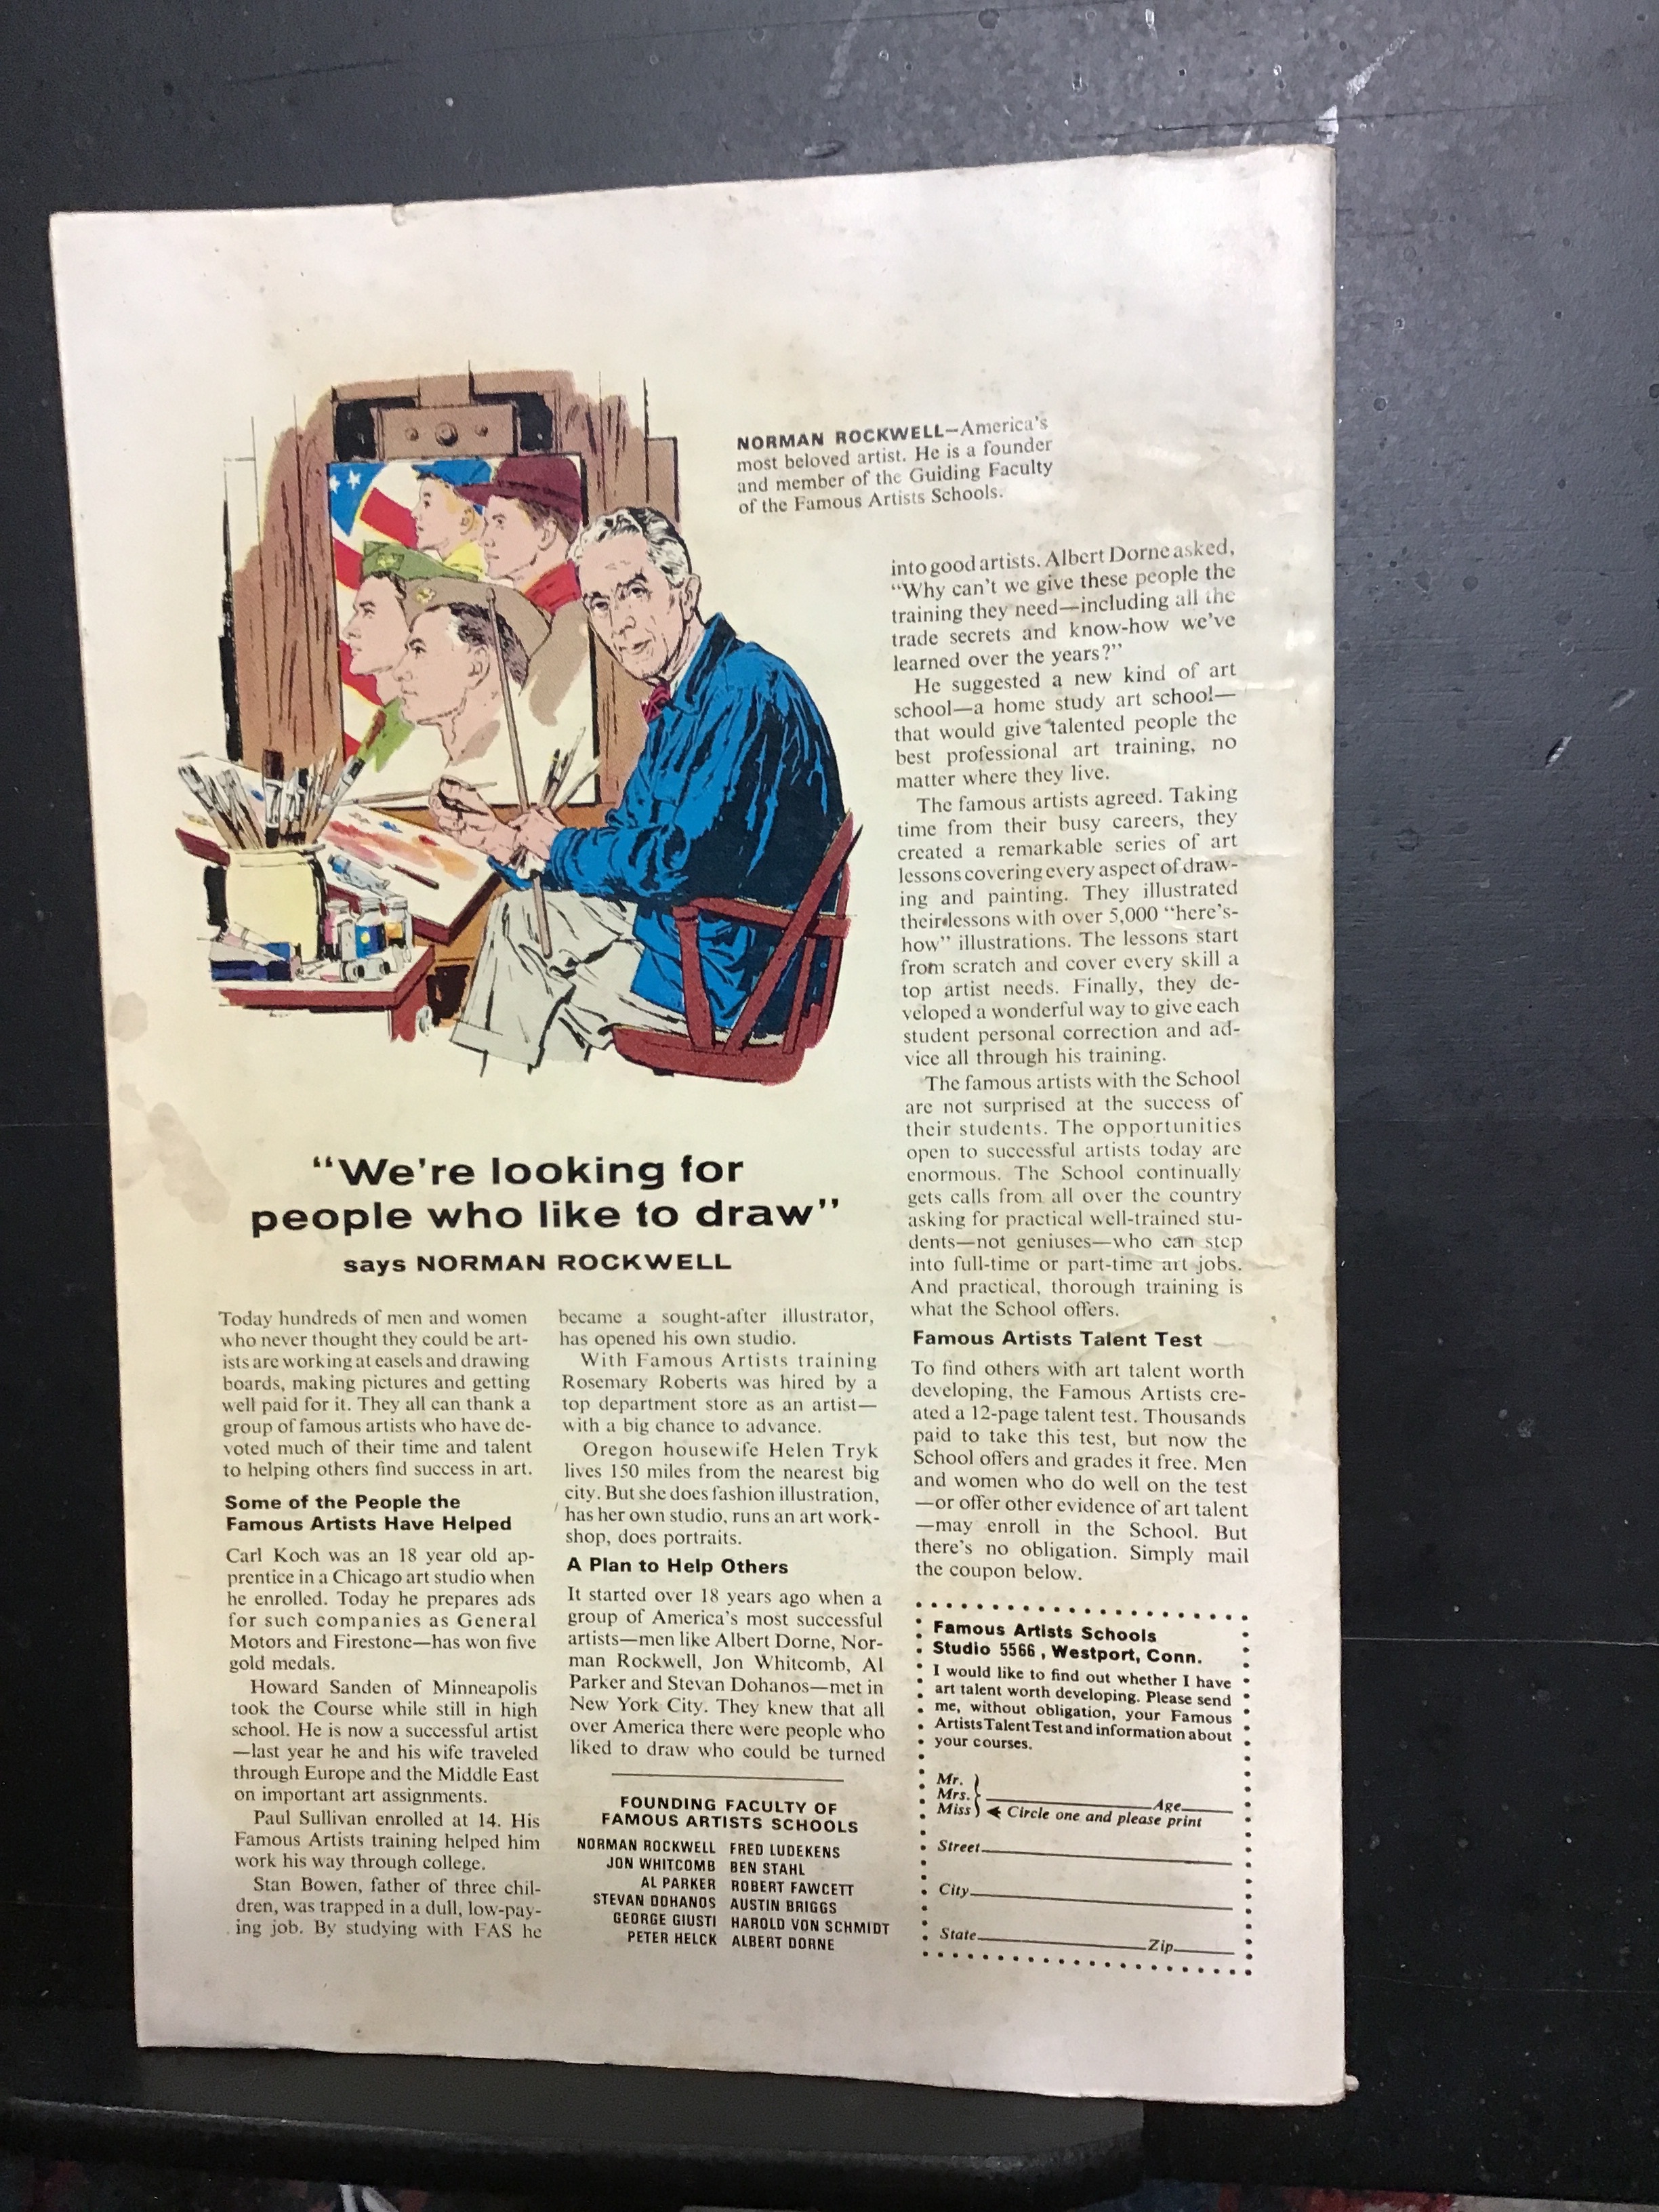 NORMAN ROCKWELL—America's
most beloved artist. He is a founder
and member of the Guiding Faculty
of the Famous Artists Schools.
"We're looking for
people who like to draw"
says NORMAN ROCKWELL
Today hundreds of men and women
who never thought they could be art-
ists are working at easels and drawing
boards, making pictures and getting
well paid for it. They all can thank a
group of famous artists who have de-
voted much of their time and talent
to helping others find success in art.
Some of the People the
Famous Artists Have Helped
Carl Koch was an 18 year old ap-
prentice in a Chicago art studio when
he enrolled. Today he prepares ads
for such companies as General
Motors and Firestone—has won five
gold medals.
Howard Sanden of Minneapolis
took the Course while still in high
school. He is now a successful artist
—last year he and his wife traveled
through Europe and the Middle East
on important art assignments.
Paul Sullivan enrolled at 14. His
Famous Artists training helped him
work his way through college.
Stan Bowen, father of three chil-
dren, was trapped in a dull, low-pay-
ing job. By studying with FAS he
became a sought-after illustrator,
has opened his own studio.
With Famous Artists training
Rosemary Roberts was hired by a
top department store as an artist—
with a big chance to advance.
Oregon housewife Helen Tryk
lives 150 miles from the nearest big
city. But she does fashion illustration,
has her own studio, runs an art work-
shop, does portraits.
A Plan to Help Others
It started over 18 years ago when a
group of America's most successful
artists—men like Albert Dorne, Nor-
man Rockwell, Jon Whitcomb, Al
Parker and Stevan Dohanos—met in
New York City. They knew that all
over America there were people who
liked to draw who could be turned
into good artists. Albert Dorne asked,
"Why can't we give these people the
training they need—including all the
trade secrets and know-how we've
learned over the years?"
He suggested a new kind of art
school—a home study art school—
that would give talented people the
best professional art training, no
matter where they live.
The famous artists agreed. Taking
time from their busy careers, they
created a remarkable series of art
lessons covering every aspect of draw-
ing and painting. They illustrated
their lessons with over 5,000 "here's-
how" illustrations. The lessons start
from scratch and cover every skill a
top artist needs. Finally, they de-
veloped a wonderful way to give each
student personal correction and ad-
vice all through his training.
The famous artists with the School
are not surprised at the success of
their students. The opportunities
open to successful artists today are
enormous. The School continually
gets calls from all over the country
asking for practical well-trained stu-
dents—not geniuses—who can step
into full-time or part-time art jobs.
And practical, thorough training is
what the School offers.
Famous Artists Talent Test
To find others with art talent worth
developing, the Famous Artists cre-
ated a 12-page talent test. Thousands
paid to take this test, but now the
School offers and grades it free. Men
and women who do well on the test
—or offer other evidence of art talent
—may enroll in the School. But
there's no obligation. Simply mail
the coupon below.
FOUNDING FACULTY OF
FAMOUS ARTISTS SCHOOLS
NORMAN ROCKWELL FRED LUDEKENS
JON WHITCOMB BEN STAHL
AL PARKER ROBERT FAWCETT
STEVAN DOHANOS AUSTIN BRIGGS
GEORGE GIUSTI HAROLD VON SCHMIDT
PETER HELCK ALBERT DORNE
Famous Artists Schools
Studio 5566, Westport, Conn.
I would like to find out whether I have
art talent worth developing. Please send
me, without obligation, your Famous
Artists Talent Test and information about
your courses.
Mr.
Mrs. Age
Miss Circle one and please print
Street
City
State Zip